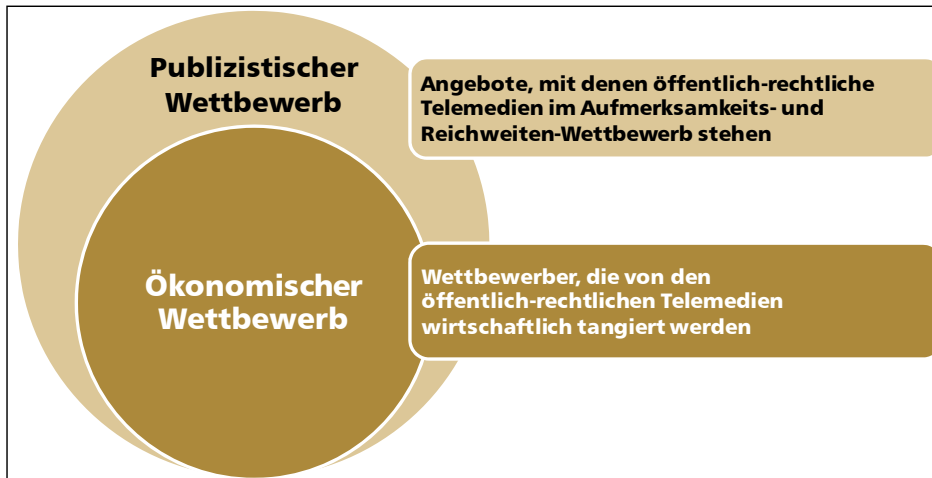 Publizistischer
Wettbewerb
Angebote, mit denen öffentlich-rechtliche
Telemedien im Aufmerksamkeits- und
Reichweiten-Wettbewerb stehen
Ökonomischer
Wettbewerb
Wettbewerber, die von den
öffentlich-rechtlichen Telemedien
wirtschaftlich tangiert werden